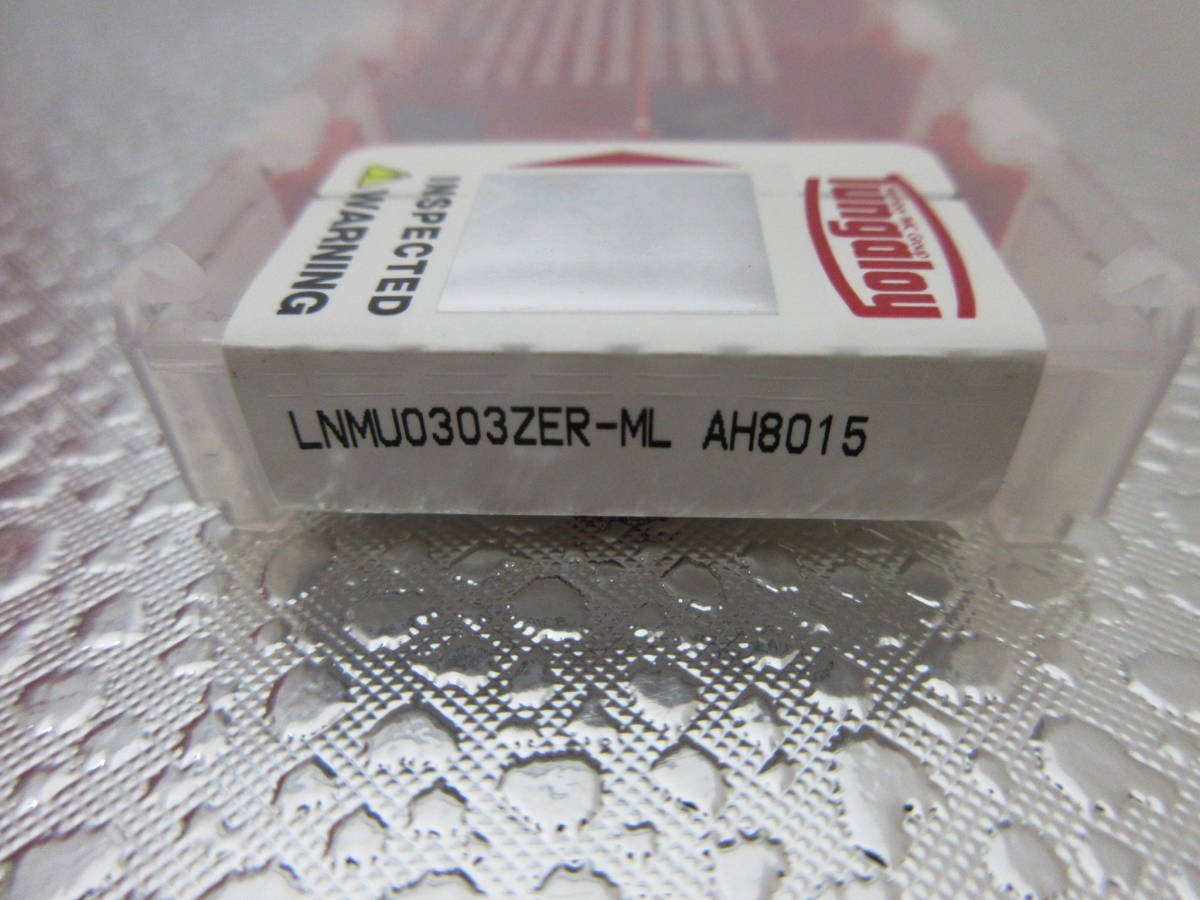 Tungaloy
INSPECTED
WARNING
LNMU0303ZER-ML AH8015